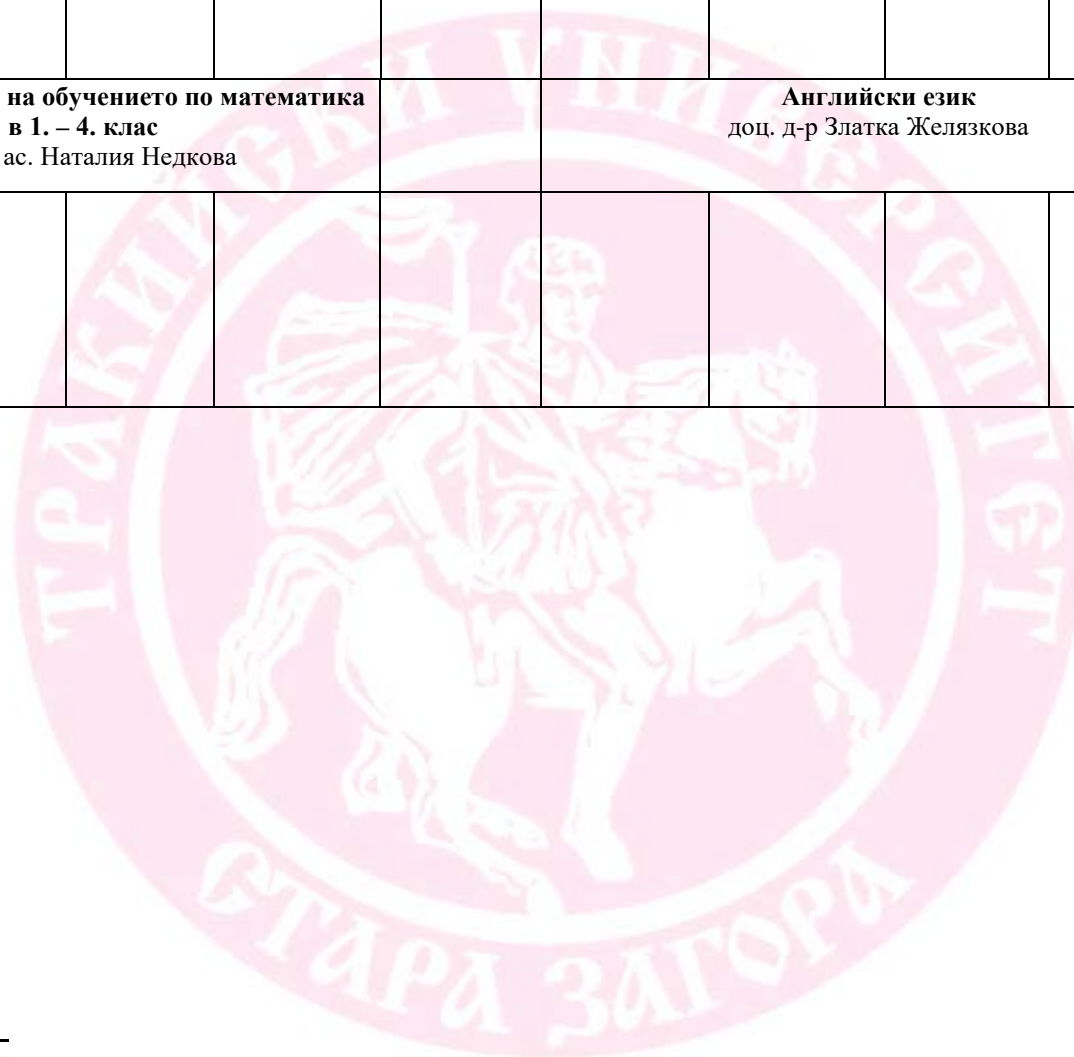 на обучението по математика
в 1. – 4. клас
ас. Наталия Недкова
Английски език
доц. д-р Златка Желязкова
ТРАКИЙСКИ УНИВЕРСИТЕТ
СТАРА ЗАГОРА